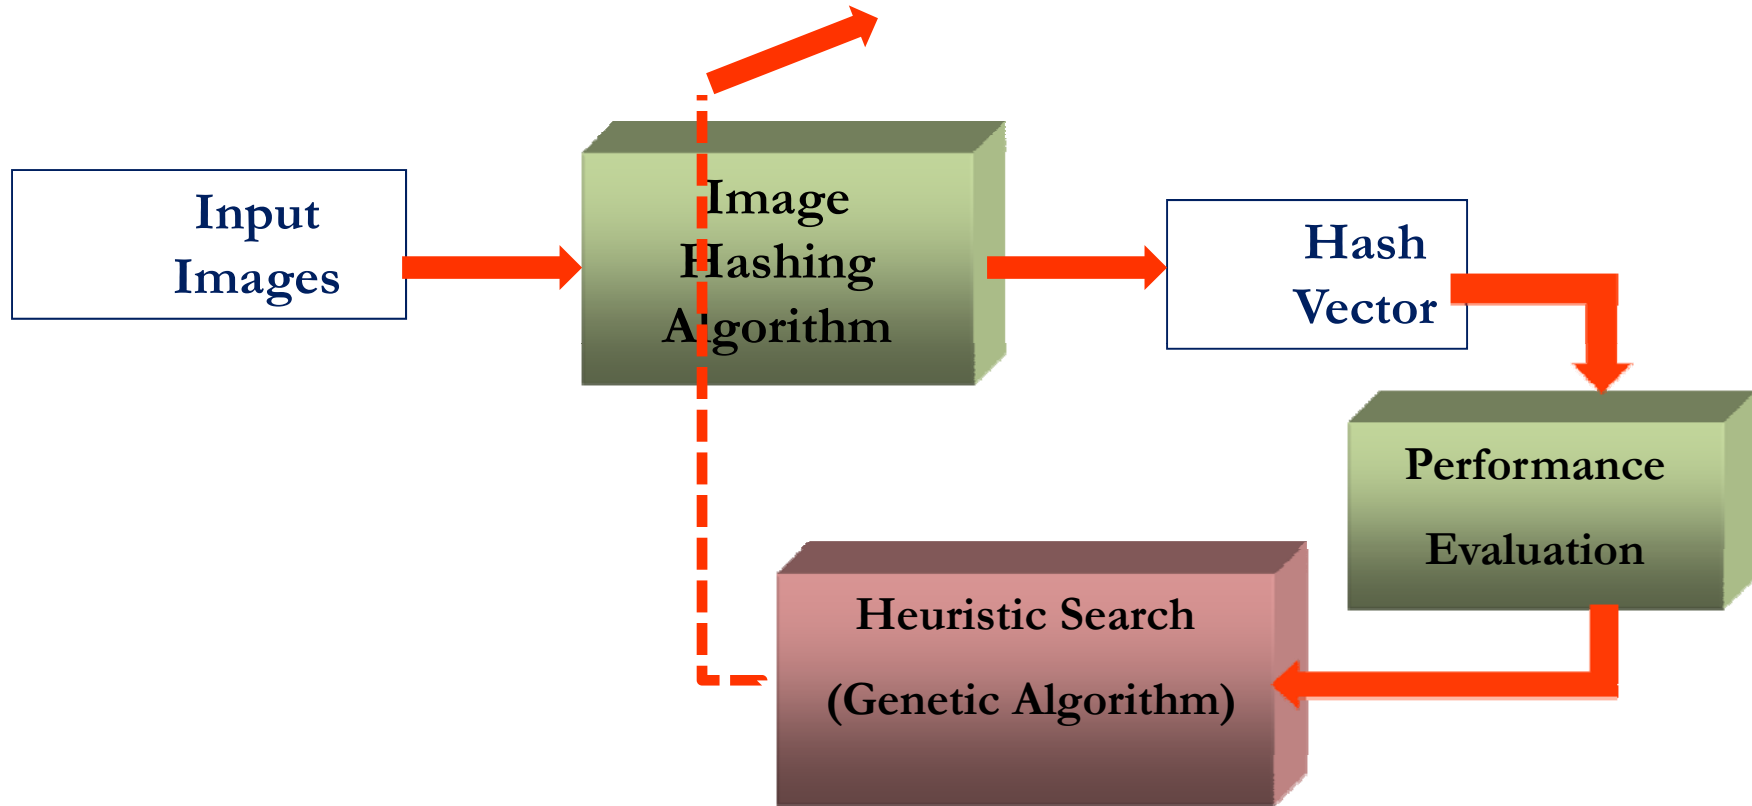 Input
Images
Image
Hashing
Algorithm
Hash
Vector
Performance
Evaluation
Heuristic Search
(Genetic Algorithm)